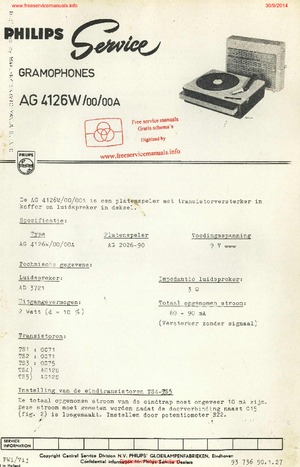 www.freeservicemanuals.info
30/9/2014
PHILIPS Service
GRAMOPHONES
AG 4126W/00/00A
Free service manuals
Gratis schema's
Digitized by
www.freeservicemanuals.info
PHILIPS
De AG 4126W/00/00A is een platenspeler met transistorversterker in
koffer en luidspreker in deksel.
Specificatie:
Type Platenspeler Voedingsspanning
AG 4126W/00/00A AG 2026-90 9 V
Technische gegevens:
Luidspreker: Impedantie luidspreker:
AD 3721 3 Ω
Uitgangsvermogen: Totaal opgenomen stroom:
2 Watt (d = 10 %) 60 - 90 mA
(Versterker zonder signaal)
Transistoren:
TS1 : OC71
TS2 : OC71
TS3 : OC75
TS4) AD128
TS5) AD128
Instelling van de eindtransistoren TS4-TS5
De totaal opgenomen stroom van de eindtrap moet ongeveer 10 mA zijn.
Deze stroom moet gemeten worden nadat de doorverbinding naast C15
(fig. 2) is losgemaakt. Instellen door potentiometer R22.
SERVICE
INFORMATION
Copyright Central Service Division N.V. PHILIPS' GLOEILAMPENFABRIEKEN, Eindhoven
Confidential information for Philips Service Dealers
93 736 50.1.27
in Holland